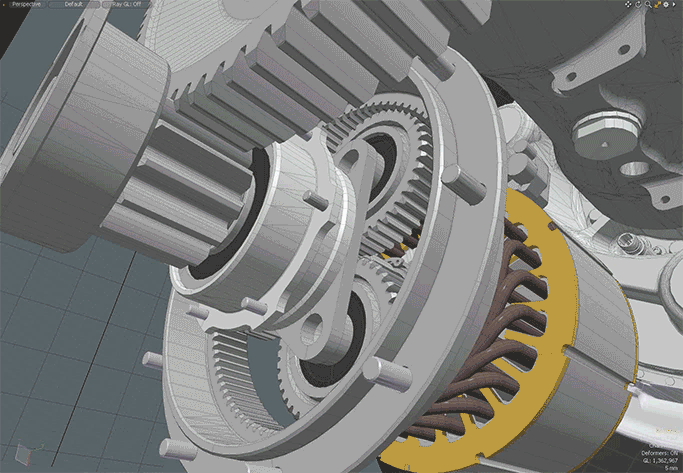 Perspective
Default
Ray GL: Off
Deformers: ON
GL: 1,362,967
5 mm